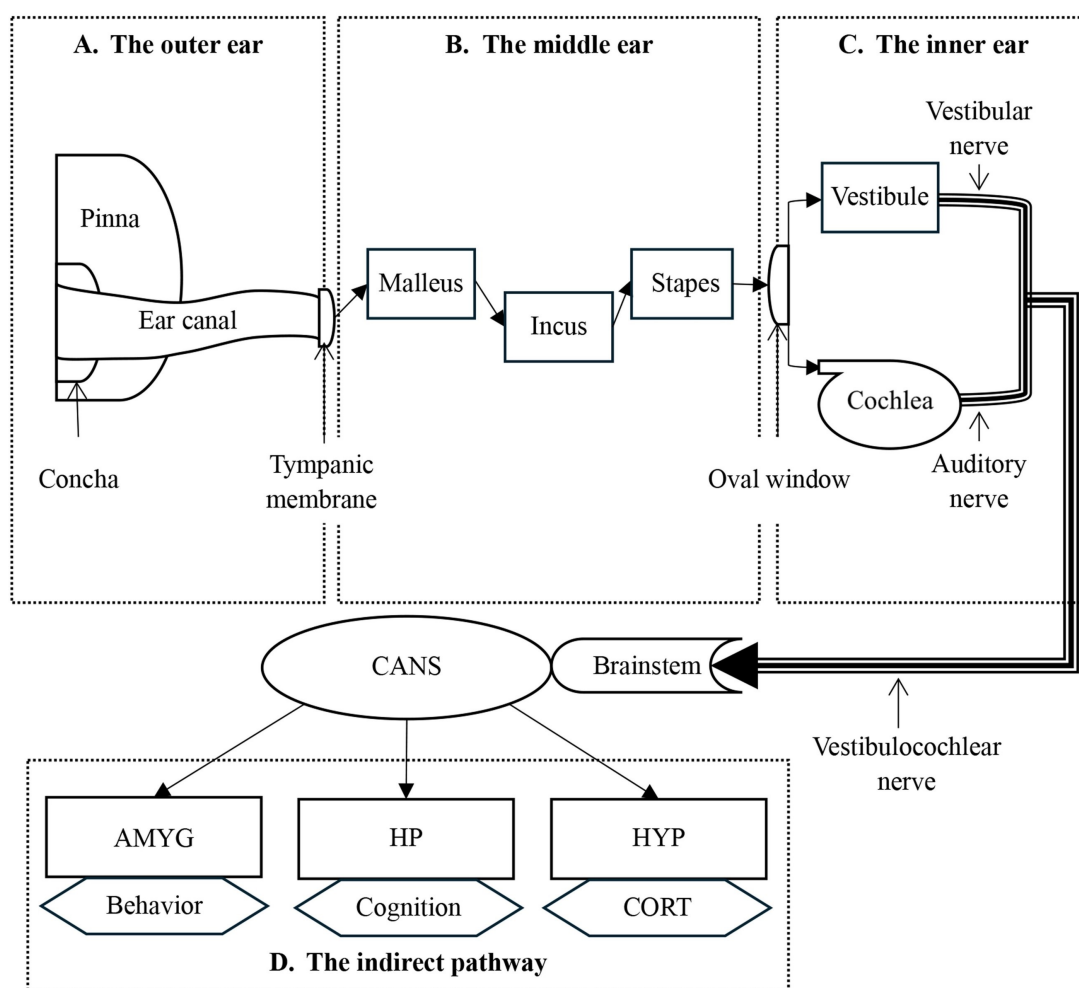 A. The outer ear
B. The middle ear
C. The inner ear
Vestibular
nerve
Pinna
Vestibule
Malleus
Stapes
Ear canal
Incus
Cochlea
Concha
Tympanic
membrane
Oval window
Auditory
nerve
CANS
Brainstem
Vestibulocochlear
nerve
AMYG
HP
HYP
Behavior
Cognition
CORT
D. The indirect pathway